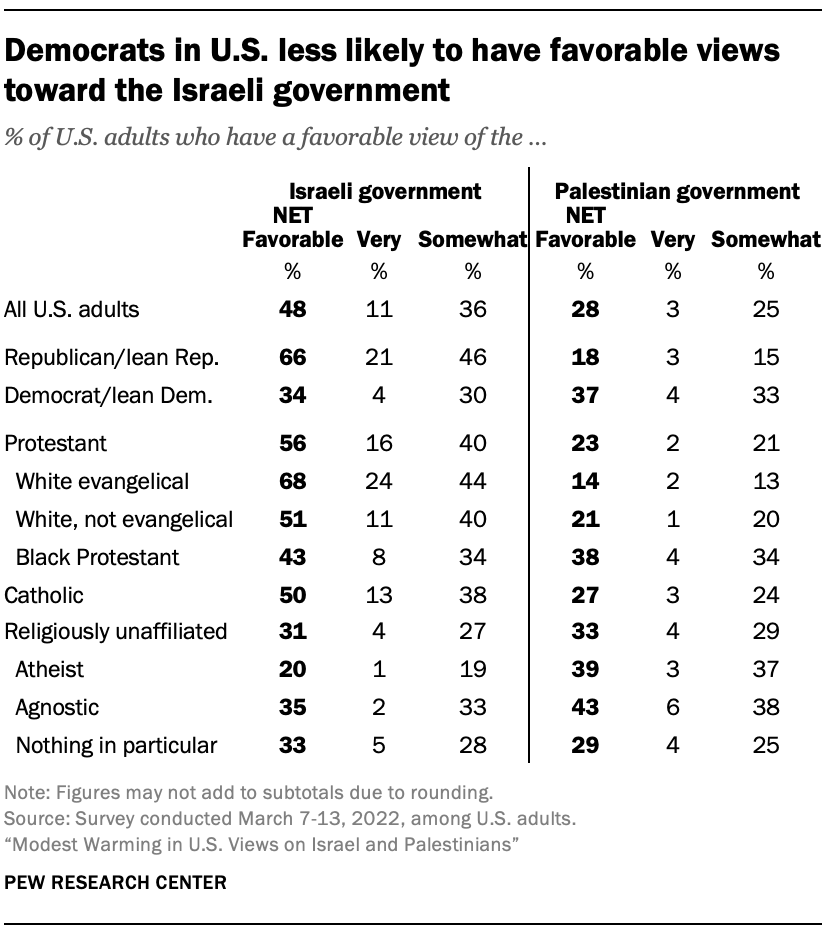 Democrats in U.S. less likely to have favorable views
toward the Israeli government
% of U.S. adults who have a favorable view of the ...
Israeli government Palestinian government
NET NET
Favorable Very Somewhat Favorable Very Somewhat
% % % % % %
All U.S. adults 48 11 36 28 3 25
Republican/lean Rep. 66 21 46 18 3 15
Democrat/lean Dem. 34 4 30 37 4 33
Protestant 56 16 40 23 2 21
White evangelical 68 24 44 14 2 13
White, not evangelical 51 11 40 21 1 20
Black Protestant 43 8 34 38 4 34
Catholic 50 13 38 27 3 24
Religiously unaffiliated 31 4 27 33 4 29
Atheist 20 1 19 39 3 37
Agnostic 35 2 33 43 6 38
Nothing in particular 33 5 28 29 4 25
Note: Figures may not add to subtotals due to rounding.
Source: Survey conducted March 7-13, 2022, among U.S. adults.
“Modest Warming in U.S. Views on Israel and Palestinians”
PEW RESEARCH CENTER